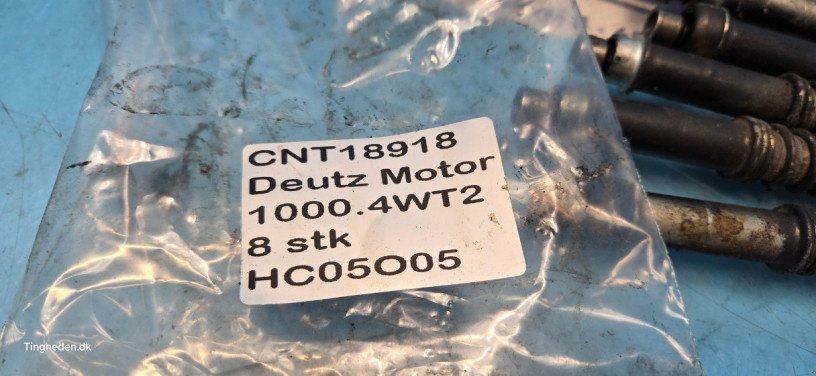 CNT18918
Deutz Motor
1000.4WT2
8 stk
HC05O05
Tingheden.dk